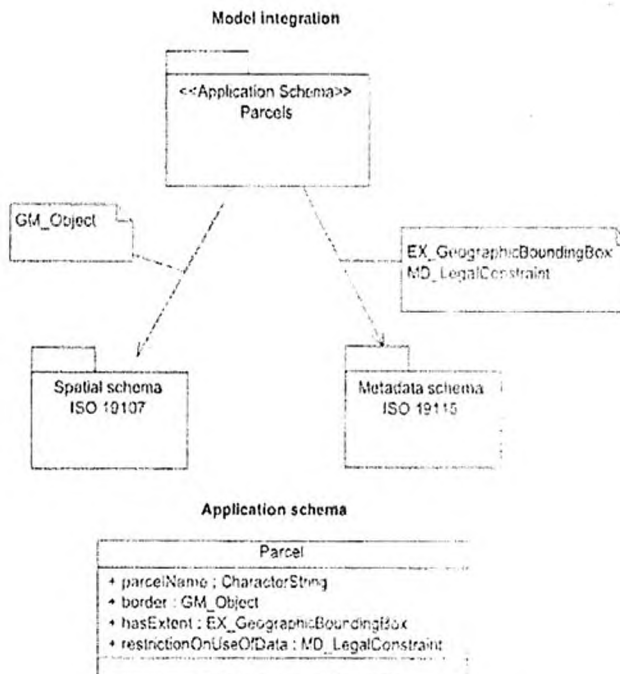 Model integration
<<Application Schema>>
Parcels
GM_Object
EX_GeographicBoundingBox
MD_LegalConstraint
Spatial schema
ISO 19107
Metadata schema
ISO 19115
Application schema
Parcel
+ parcelName : CharacterString
+ border : GM_Object
+ hasExtent : EX_GeographicBoundingBox
+ restrictionOnUseOfData : MD_LegalConstraint